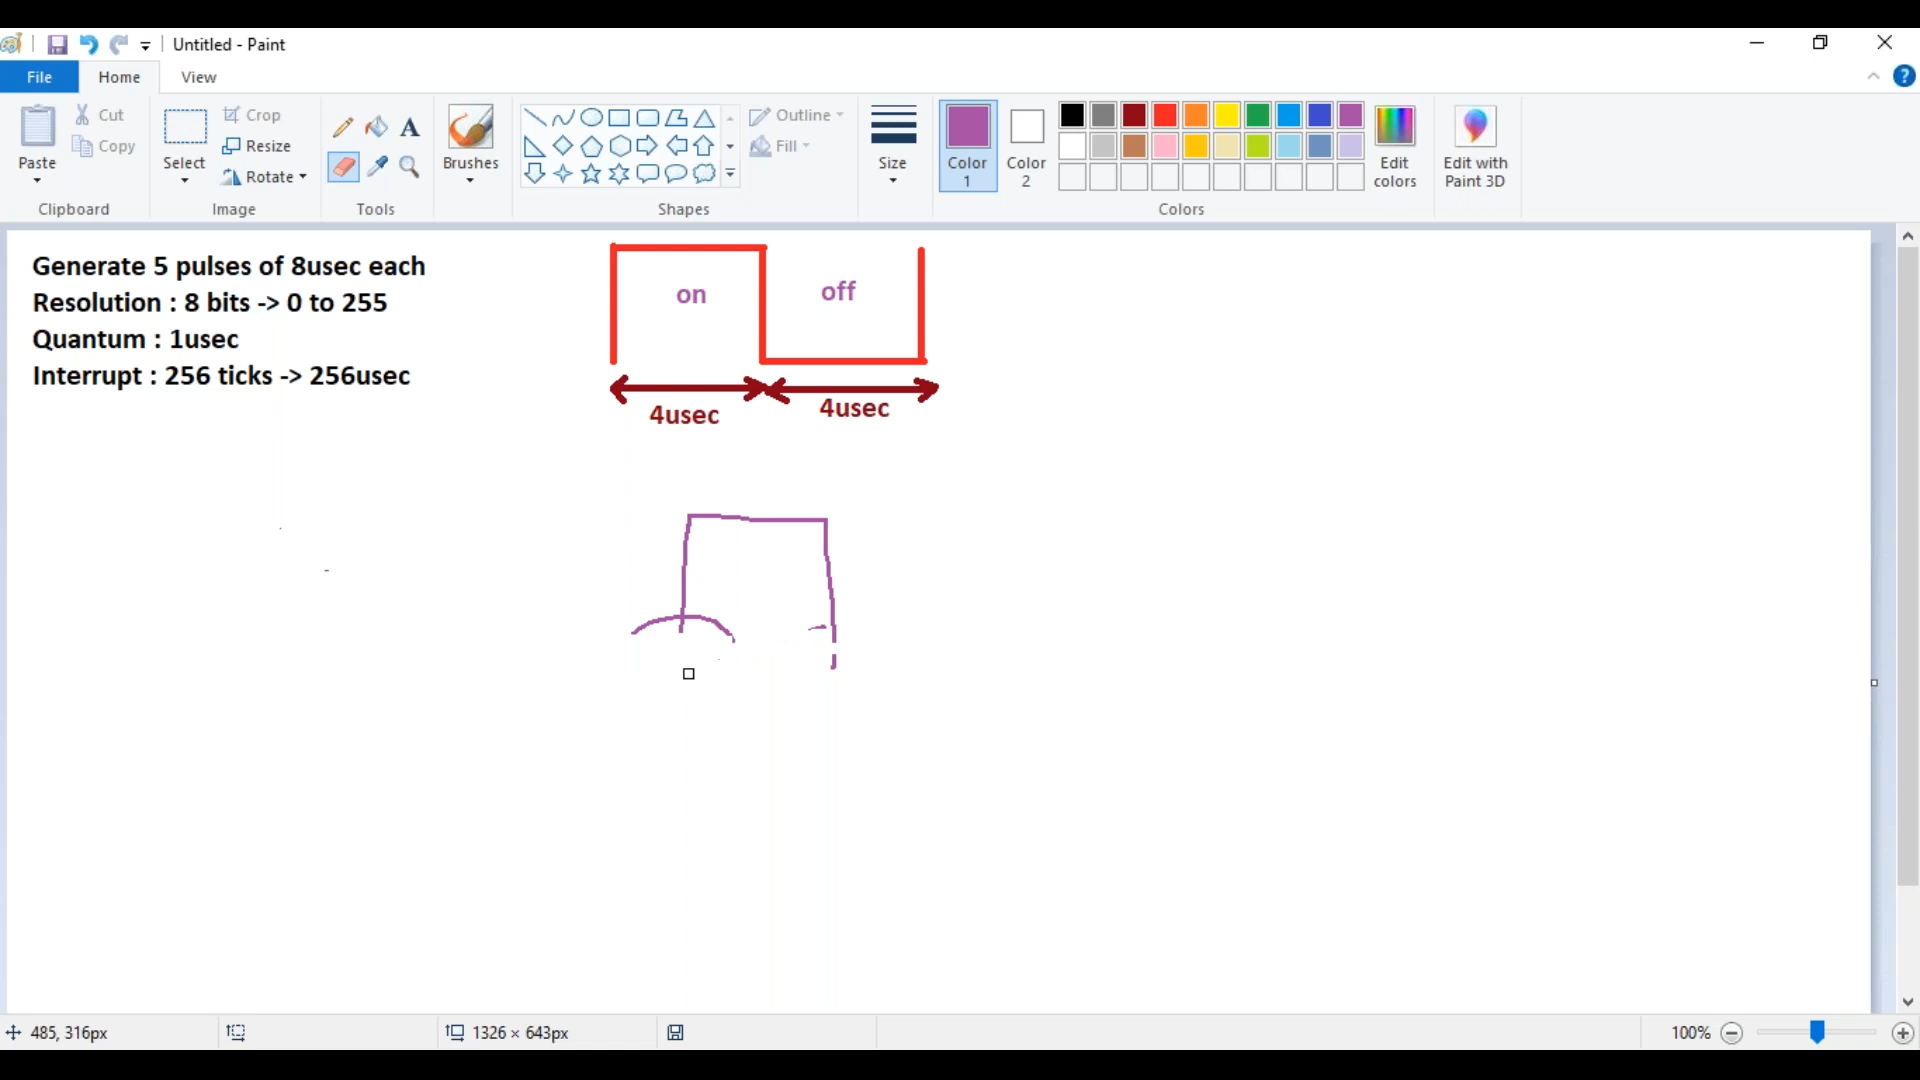 Untitled - Paint
File
Home
View
Paste
Cut
Copy
Clipboard
Select
Crop
Resize
Rotate
Image
A
Tools
Brushes
Shapes
Outline
Fill
Size
Color
1
Color
2
Edit
colors
Colors
Edit with
Paint 3D
?
Generate 5 pulses of 8usec each
Resolution : 8 bits -> 0 to 255
Quantum : 1usec
Interrupt : 256 ticks -> 256usec
on
off
4usec
4usec
485, 316px
1326 × 643px
100%